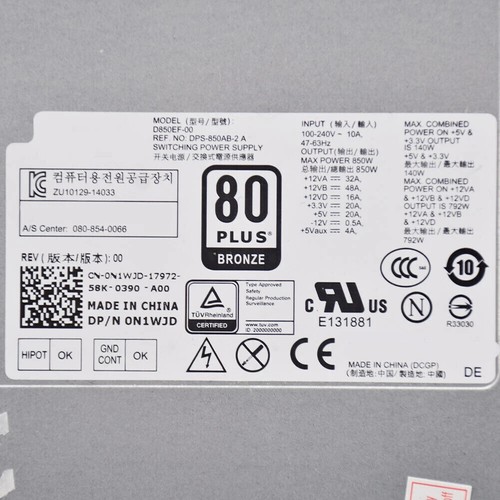 MODEL (型号/型號):
D850EF-00
REF. NO: DPS-850AB-2 A
SWITCHING POWER SUPPLY
开关电源/交換式電源供應器
INPUT (输入/輸入)
100-240V~ 10A,
47-63Hz
OUTPUT(输出/輸出)
MAX. POWER 850W
总输出/總輸出 850W
+12VA 32A,
+12VB 48A,
+12VD 16A,
+3.3V 20A,
+5V 20A,
-12V 0.5A,
+5Vaux 4A,
MAX. COMBINED
POWER ON +5V &
+3.3V OUTPUT IS
140W
+5V & +3.3V
最大输出/最大輸出
140W
MAX. COMBINED
POWER ON +12VA
& +12VB & +12VD
OUTPUT IS 792W
+12VA & +12VB
& +12VD
最大输出/最大輸出
792W
컴퓨터용전원공급장치
ZU10129-14033
A/S Center: 080-854-0066
80
PLUS®
BRONZE
REV (版本/版本): 00
CN-0N1WJD-17972-
58K-0390 -A00
MADE IN CHINA
DP/N 0N1WJD
HIPOT OK
GND
CONT OK
TÜVRheinland
CERTIFIED
Type Approved
Safety
Regular
Production
Surveillance
www.tuv.com
ID 2000000000
c RU US
E131881
CCC
10
N
R33030
CE
MADE IN CHINA (DCGP)
(制造地: 中国/製造地: 中國)
DE